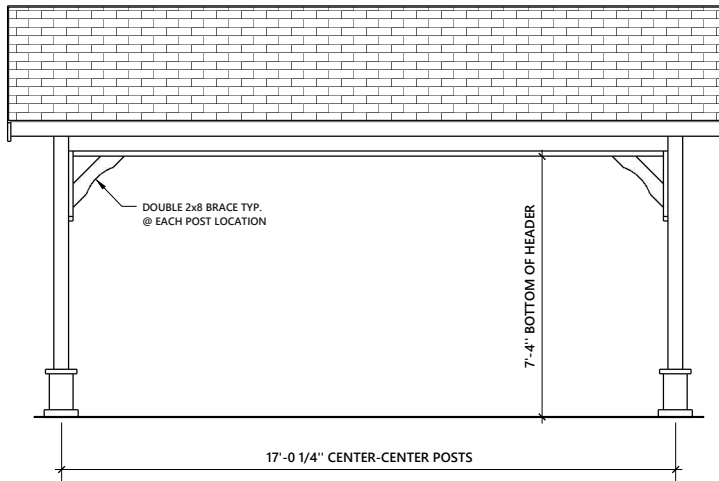 DOUBLE 2x8 BRACE TYP.
@ EACH POST LOCATION
7'-4'' BOTTOM OF HEADER
17'-0 1/4'' CENTER-CENTER POSTS